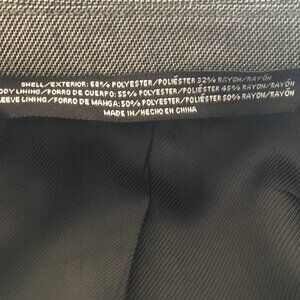 SHELL/EXTERIOR: 68% POLYESTER/POLIÉSTER 32% RAYON/RAYÓN
ODY LINING/FORRO DE CUERPO: 55% POLYESTER/POLIÉSTER 45% RAYON/RAYÓN
LEEVE LINING/FORRO DE MANGA: 50% POLYESTER/POLIÉSTER 50% RAYON/RAYÓN
MADE IN/HECHO EN CHINA